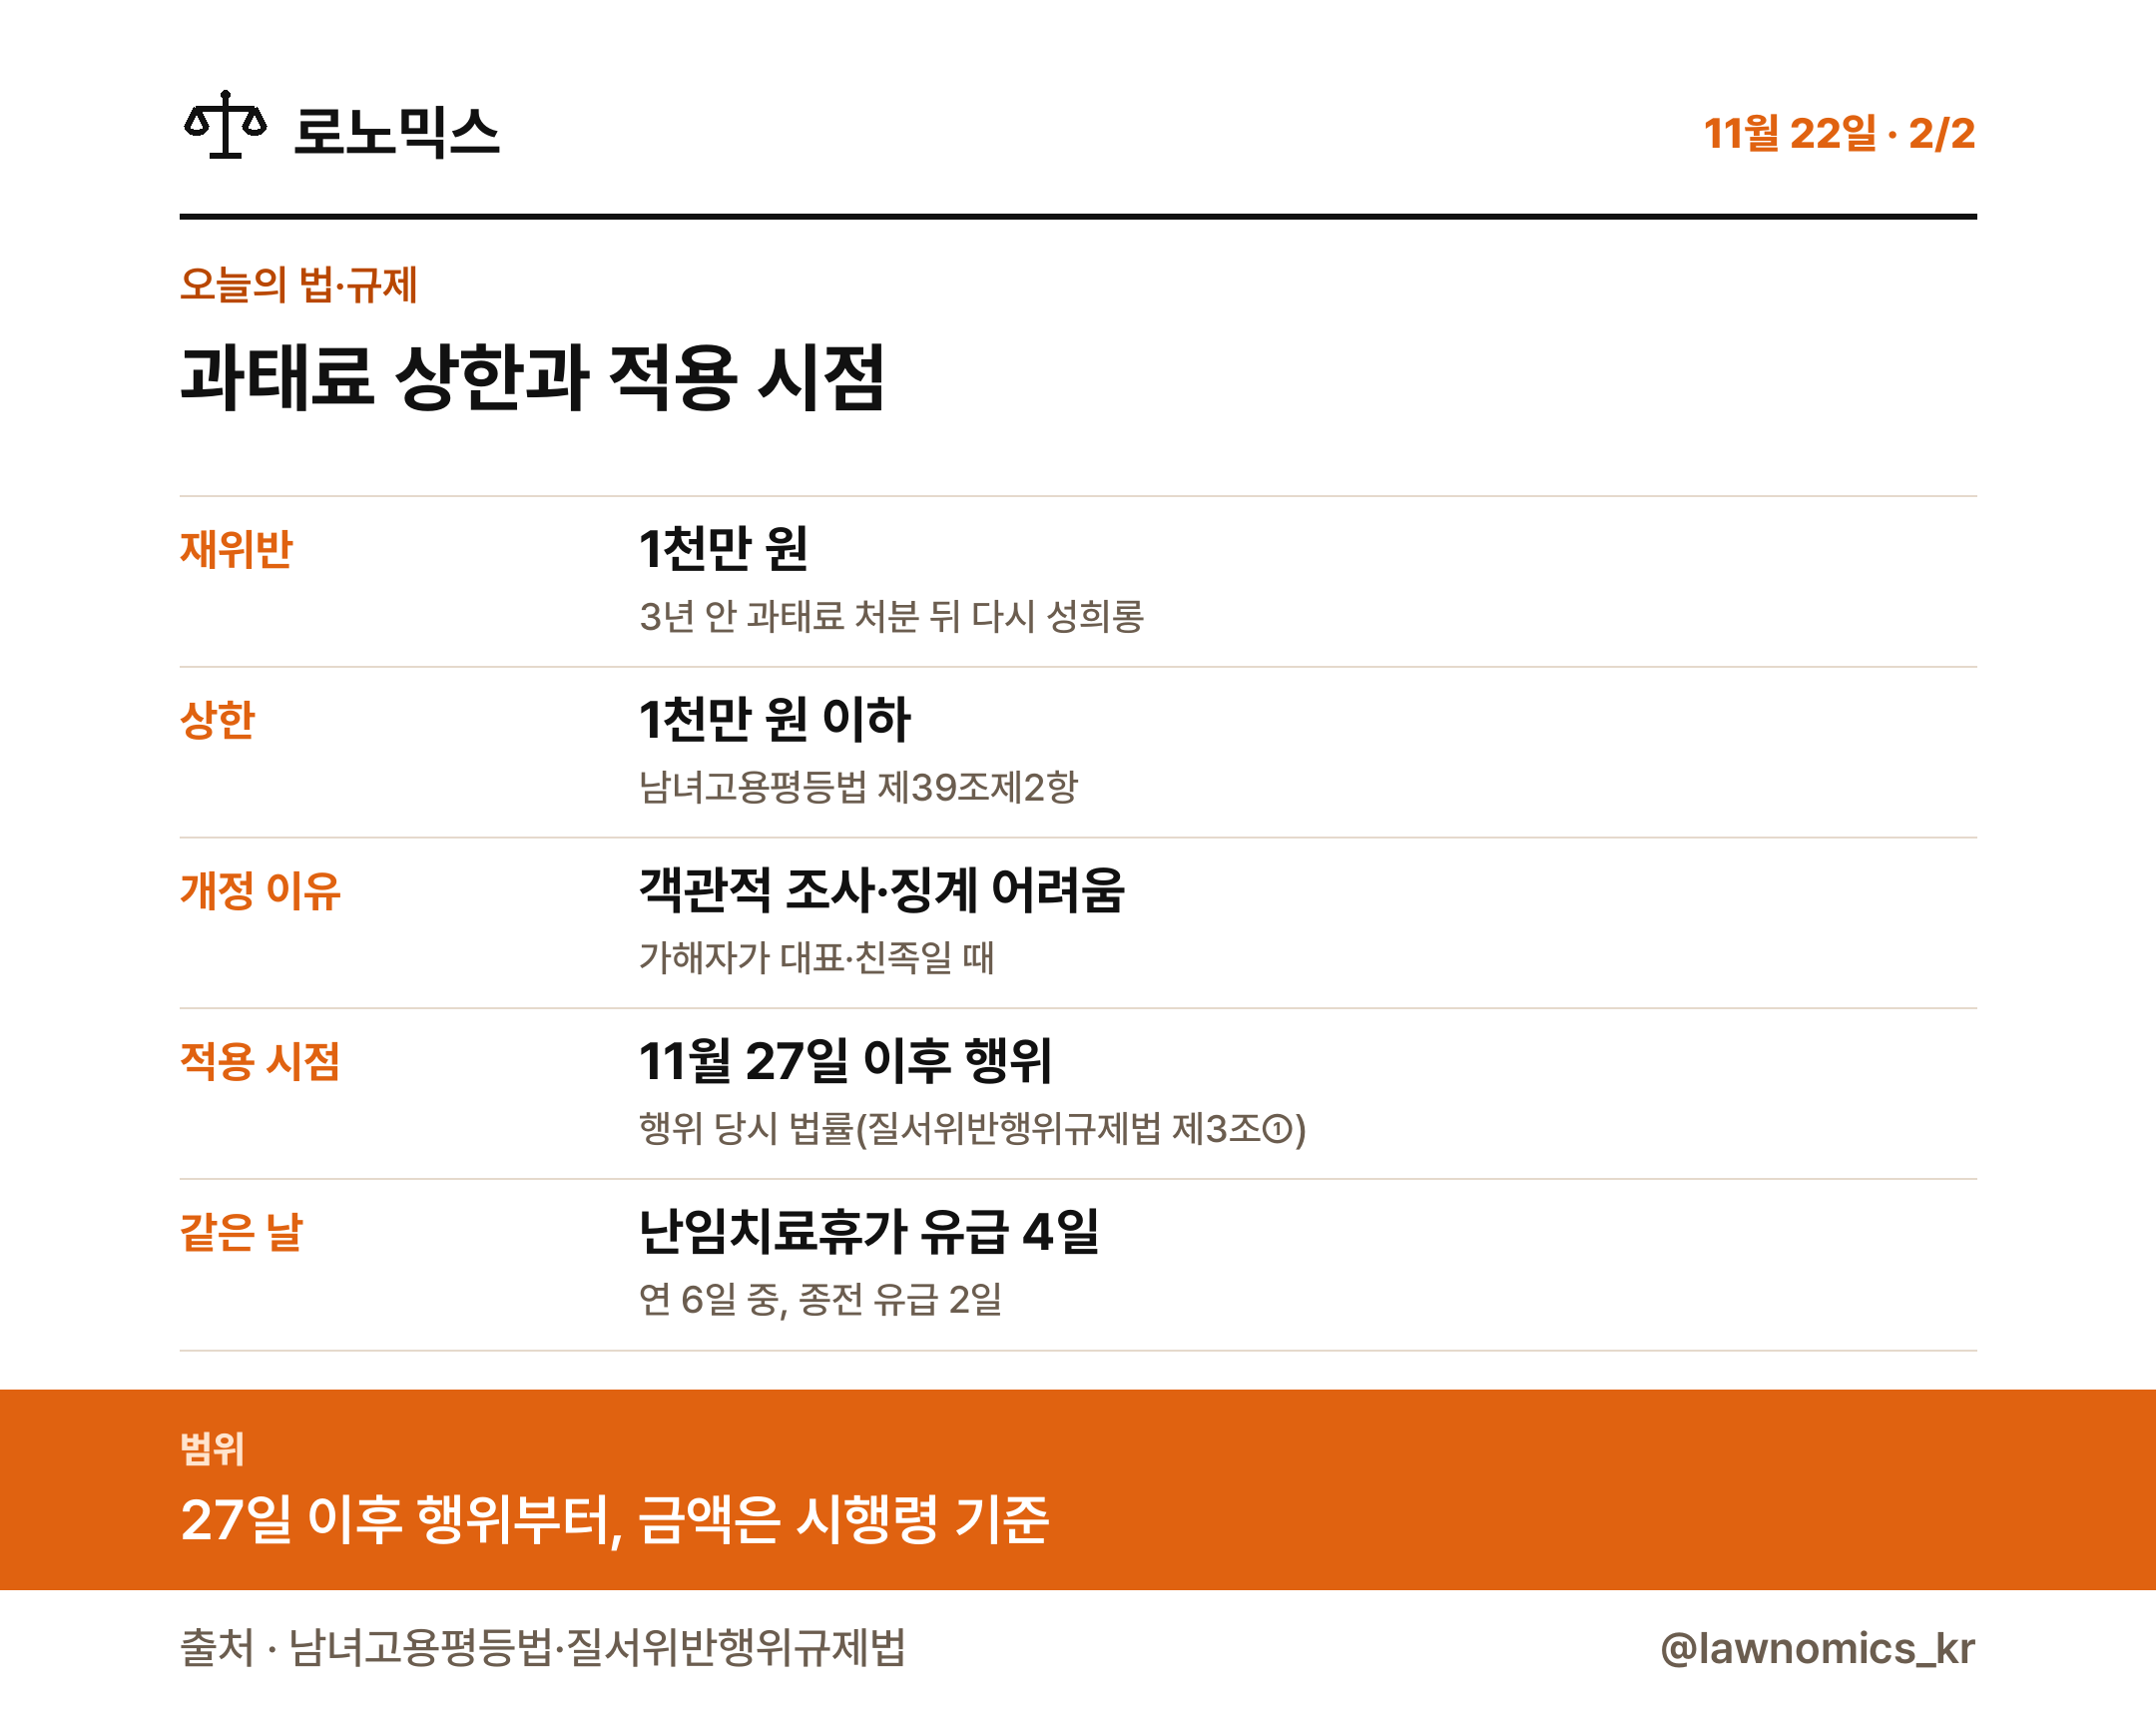 로노믹스
11월 22일 · 2/2
오늘의 법·규제
과태료 상한과 적용 시점
재위반
1천만 원
3년 안 과태료 처분 뒤 다시 성희롱
상한
1천만 원 이하
남녀고용평등법 제39조제2항
개정 이유
객관적 조사·징계 어려움
가해자가 대표·친족일 때
적용 시점
11월 27일 이후 행위
행위 당시 법률(질서위반행위규제법 제3조①)
같은 날
난임치료휴가 유급 4일
연 6일 중, 종전 유급 2일
범위
27일 이후 행위부터, 금액은 시행령 기준
출처 · 남녀고용평등법·질서위반행위규제법
@lawnomics_kr